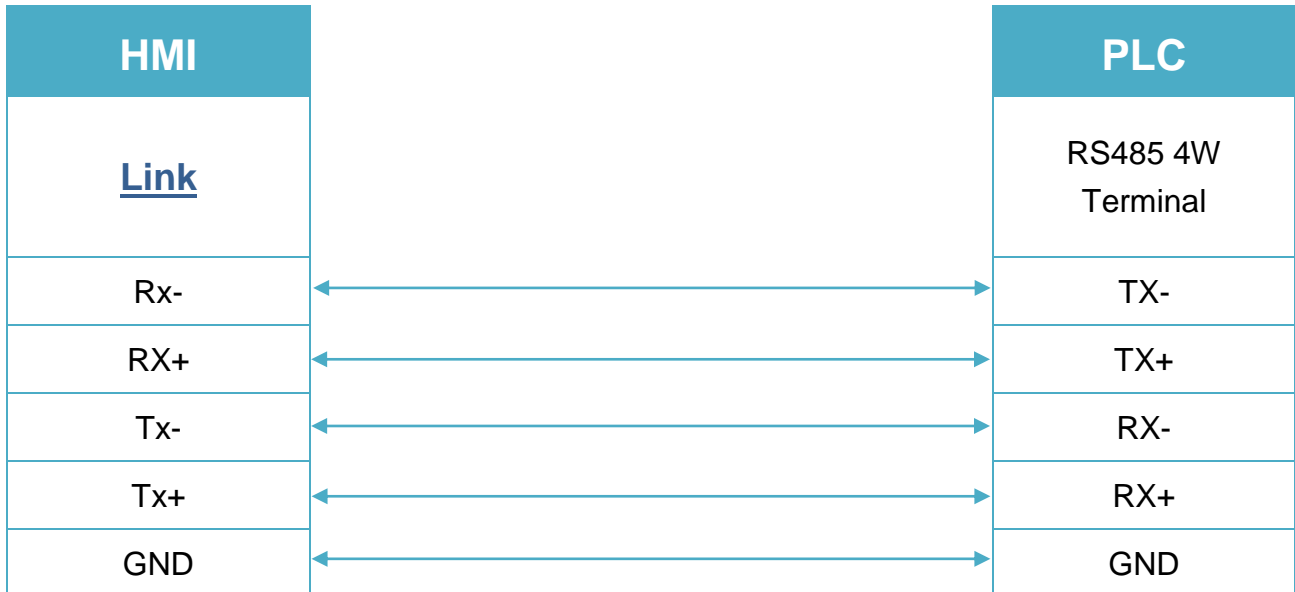 HMI
PLC
Link
RS485 4W
Terminal
Rx-
TX-
RX+
TX+
Tx-
RX-
Tx+
RX+
GND
GND